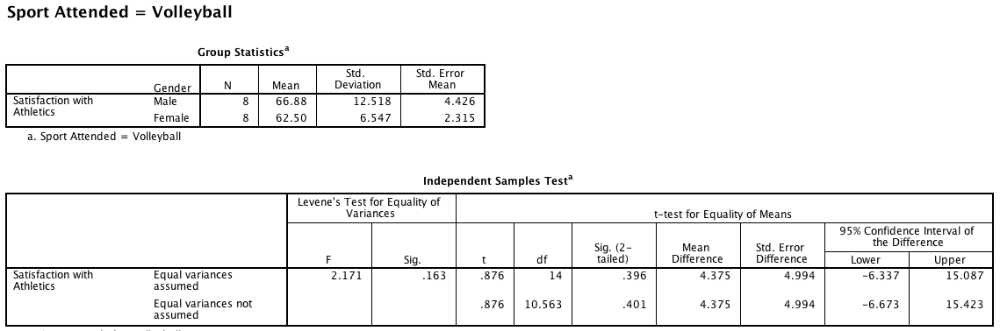 Sport Attended = Volleyball
Group Statisticsa
Gender N Mean Std. Deviation Std. Error Mean
Satisfaction with Athletics Male 8 66.88 12.518 4.426
Female 8 62.50 6.547 2.315
a. Sport Attended = Volleyball
Independent Samples Testa
Levene's Test for Equality of Variances t-test for Equality of Means
F Sig. t df Sig. (2-tailed) Mean Difference Std. Error Difference 95% Confidence Interval of the Difference
Lower Upper
Satisfaction with Athletics Equal variances assumed 2.171 .163 .876 14 .396 4.375 4.994 -6.337 15.087
Equal variances not assumed .876 10.563 .401 4.375 4.994 -6.673 15.423